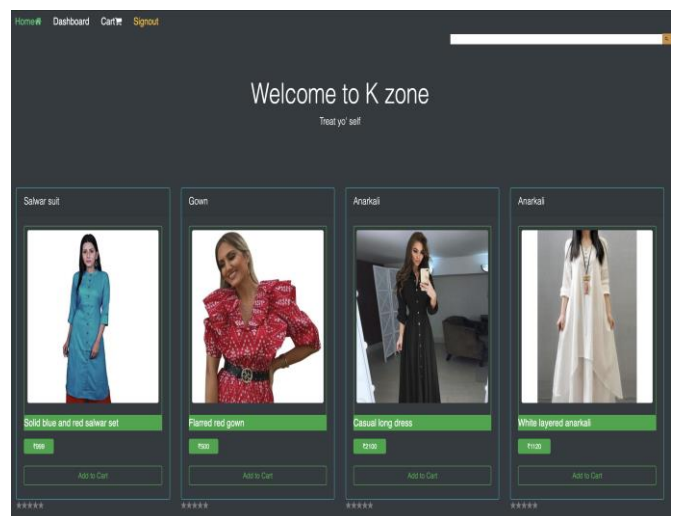 Home Dashboard Cart Signout
Welcome to K zone
Treat yo' self
Salwar suit
Gown
Anarkali
Anarkali
Solid blue and red salwar set
Flarred red gown
Casual long dress
White layered anarkali
₹500
₹2100
₹1120
Add to Cart
Add to Cart
Add to Cart
Add to Cart